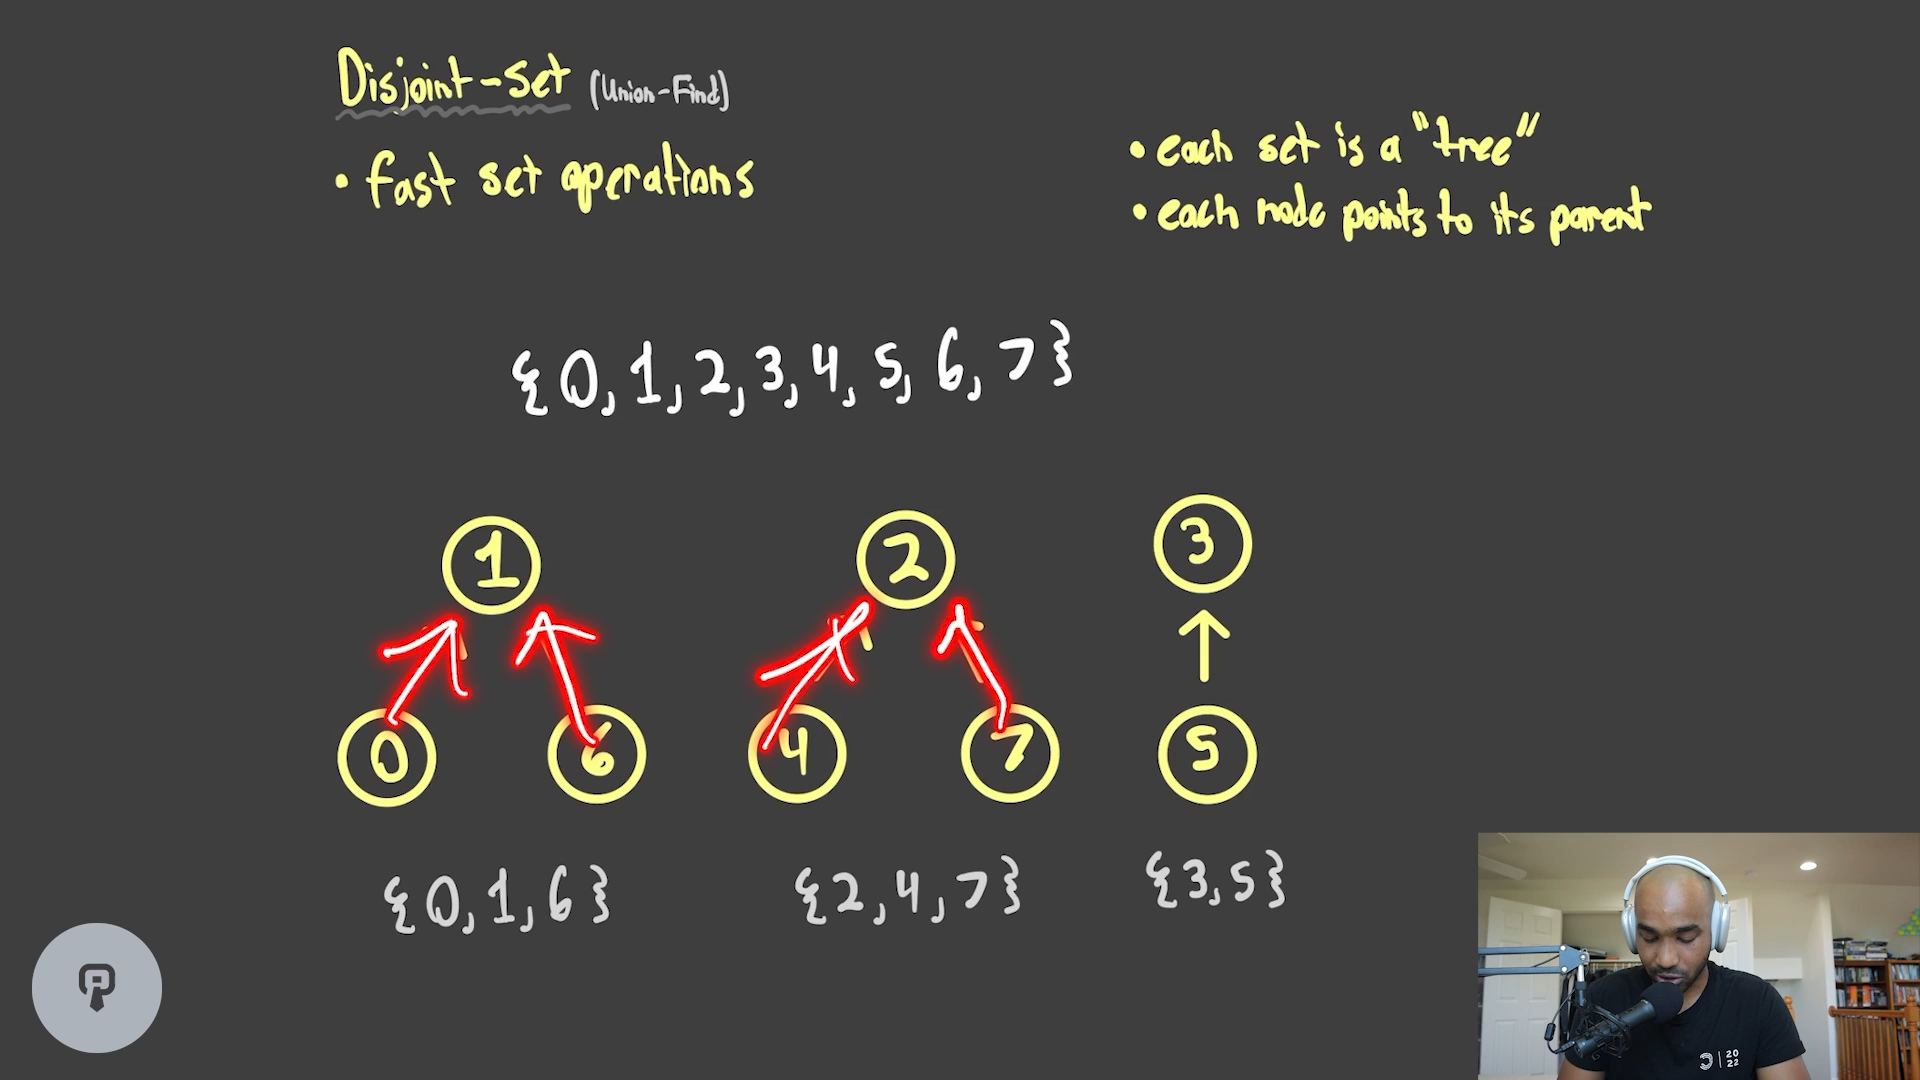 Disjoint-Set (Union-Find)
• fast set operations
• each set is a "tree"
• each node points to its parent
{0, 1, 2, 3, 4, 5, 6, 7}
1
2
3
0
6
4
7
5
{0, 1, 6}
{2, 4, 7}
{3, 5}
20
22